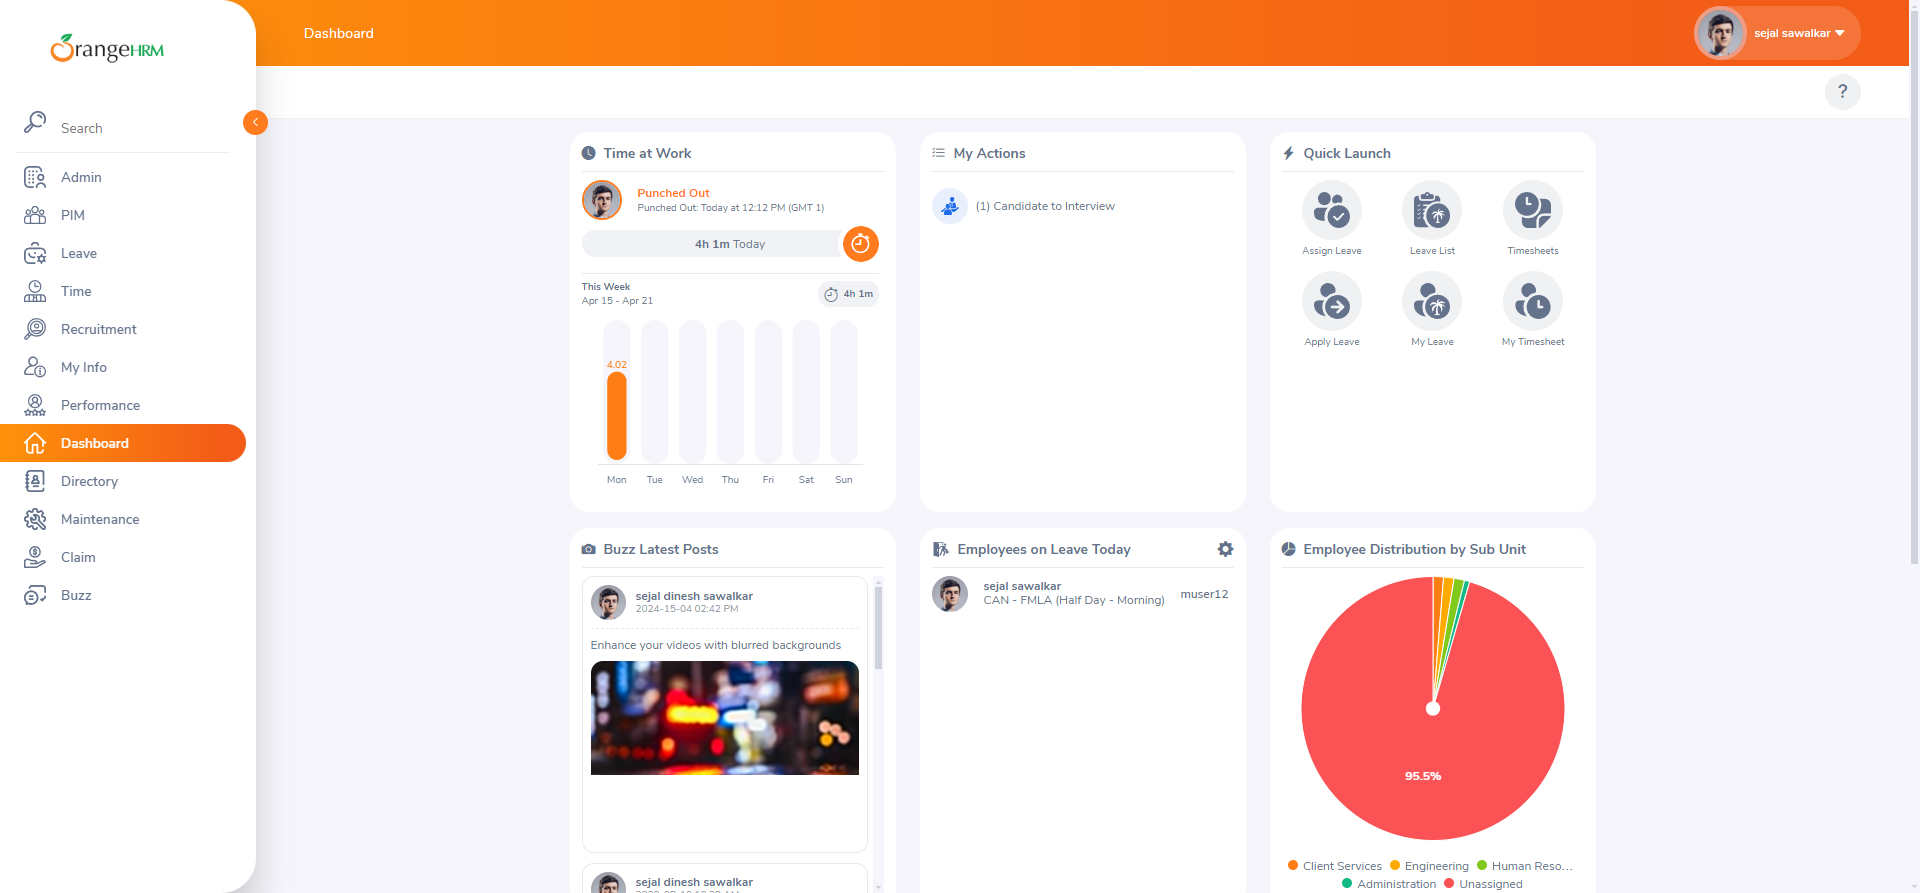 OrangeHRM
Dashboard
sejal sawalkar
?
Search
Admin
PIM
Leave
Time
Recruitment
My Info
Performance
Dashboard
Directory
Maintenance
Claim
Buzz
Time at Work
Punched Out
Punched Out: Today at 12:12 PM (GMT 1)
4h 1m Today
This Week
Apr 15 - Apr 21
4h 1m
4.02
Mon Tue Wed Thu Fri Sat Sun
My Actions
(1) Candidate to Interview
Quick Launch
Assign Leave Leave List Timesheets
Apply Leave My Leave My Timesheet
Buzz Latest Posts
sejal dinesh sawalkar
2024-15-04 02:42 PM
Enhance your videos with blurred backgrounds
sejal dinesh sawalkar
Employees on Leave Today
sejal sawalkar
CAN - FMLA (Half Day - Morning) muser12
Employee Distribution by Sub Unit
95.5%
Client Services Engineering Human Reso...
Administration Unassigned